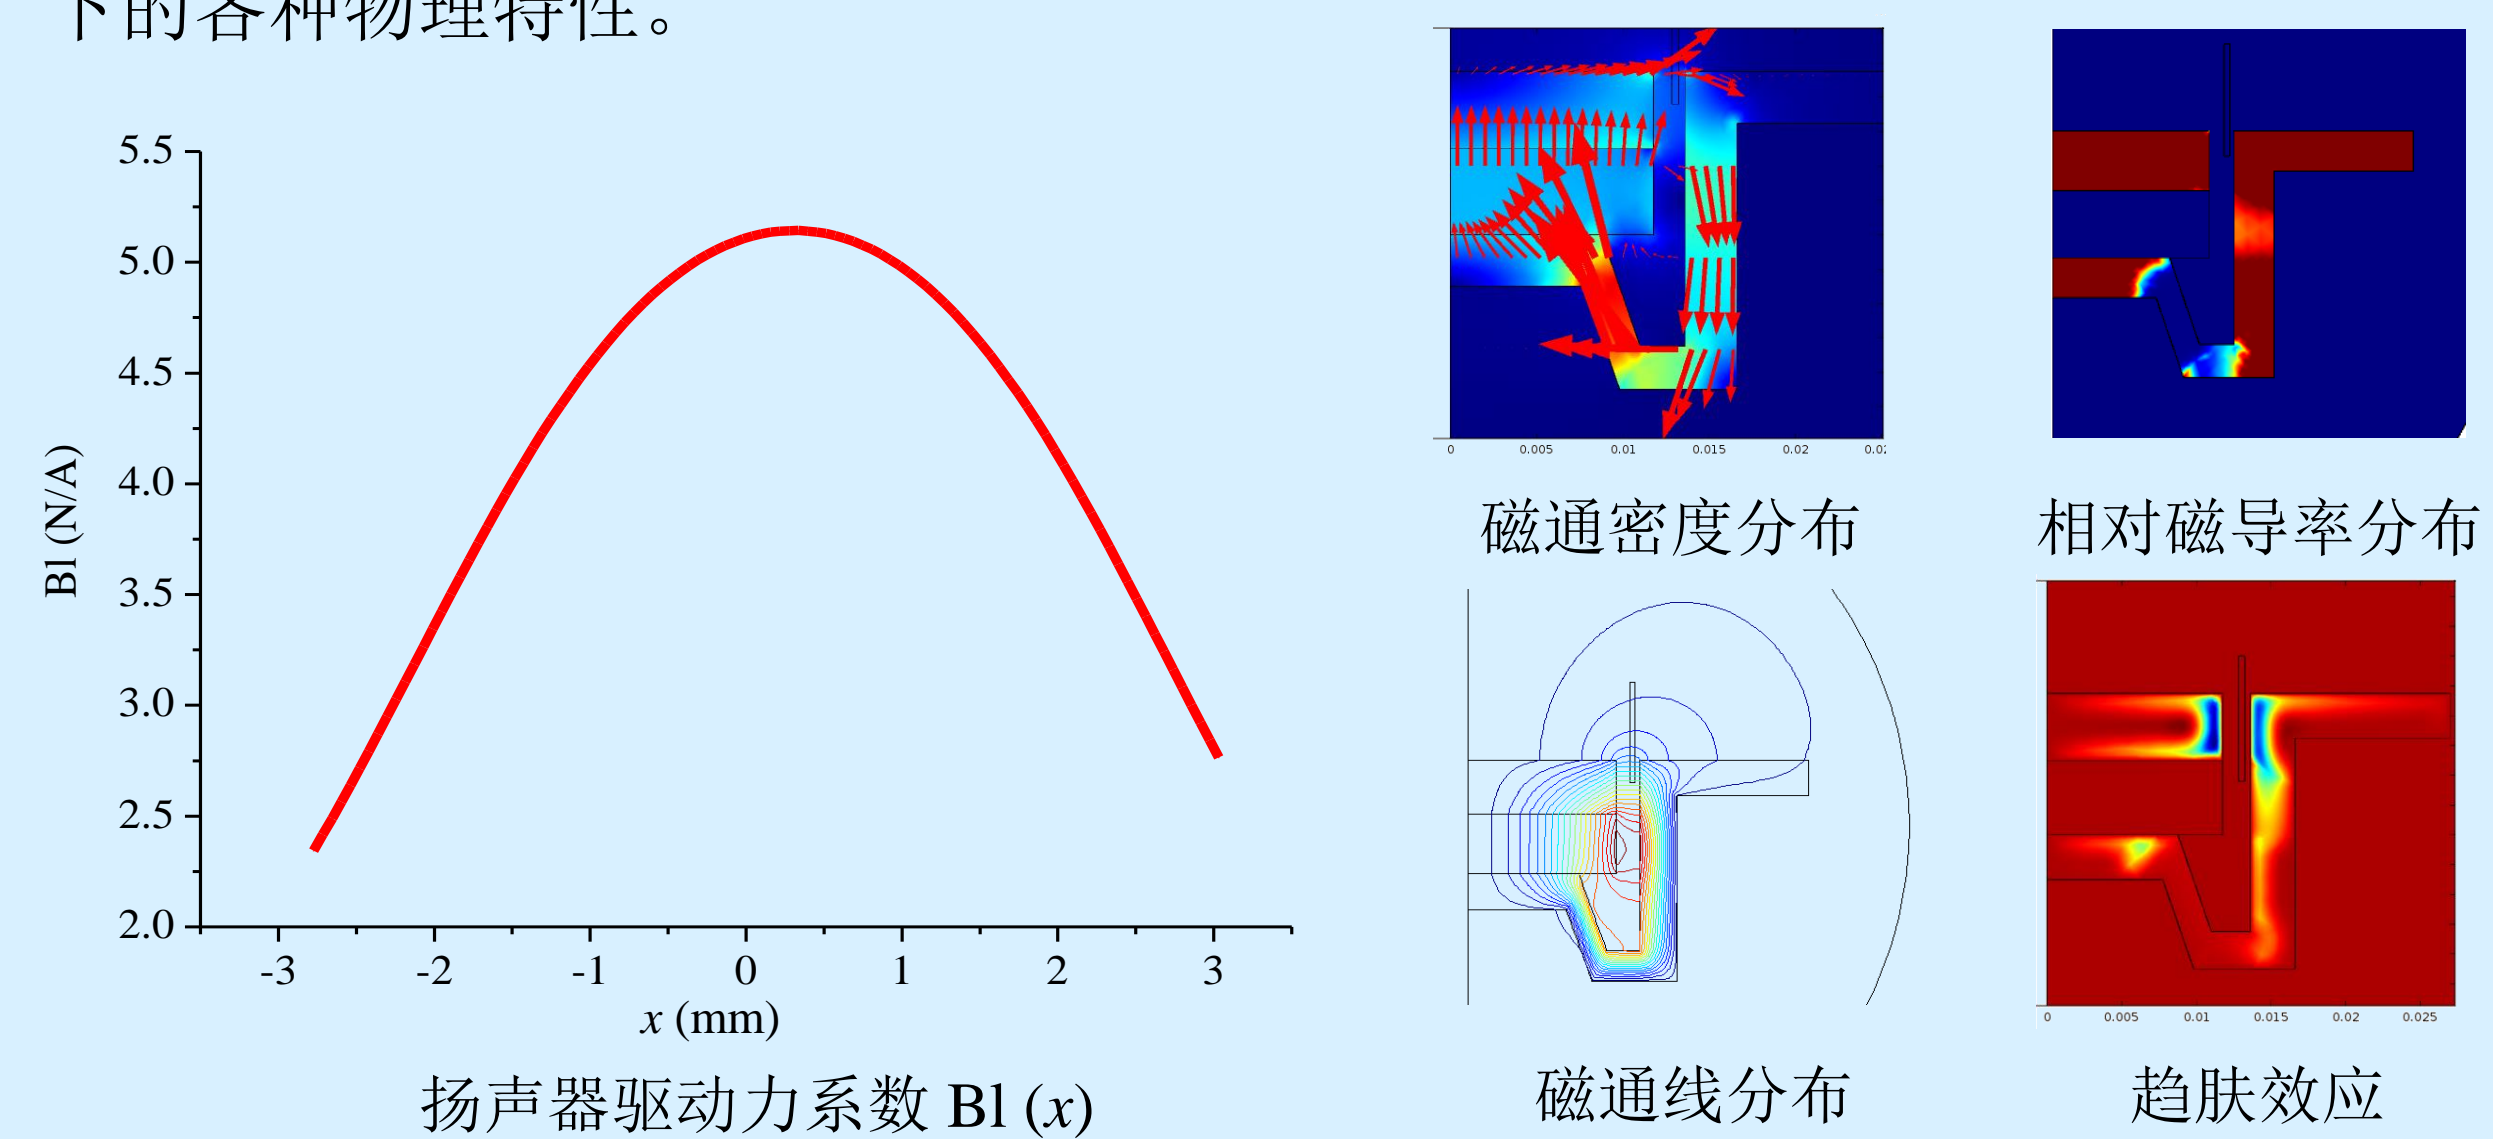 下的各种物理特性。
5.5
5.0
4.5
4.0
3.5
3.0
2.5
2.0
Bl (N/A)
-3 -2 -1 0 1 2 3
x (mm)
扬声器驱动力系数 Bl (x)
0 0.005 0.01 0.015 0.02
磁通密度分布
相对磁导率分布
磁通线分布
0 0.005 0.01 0.015 0.02 0.025
趋肤效应